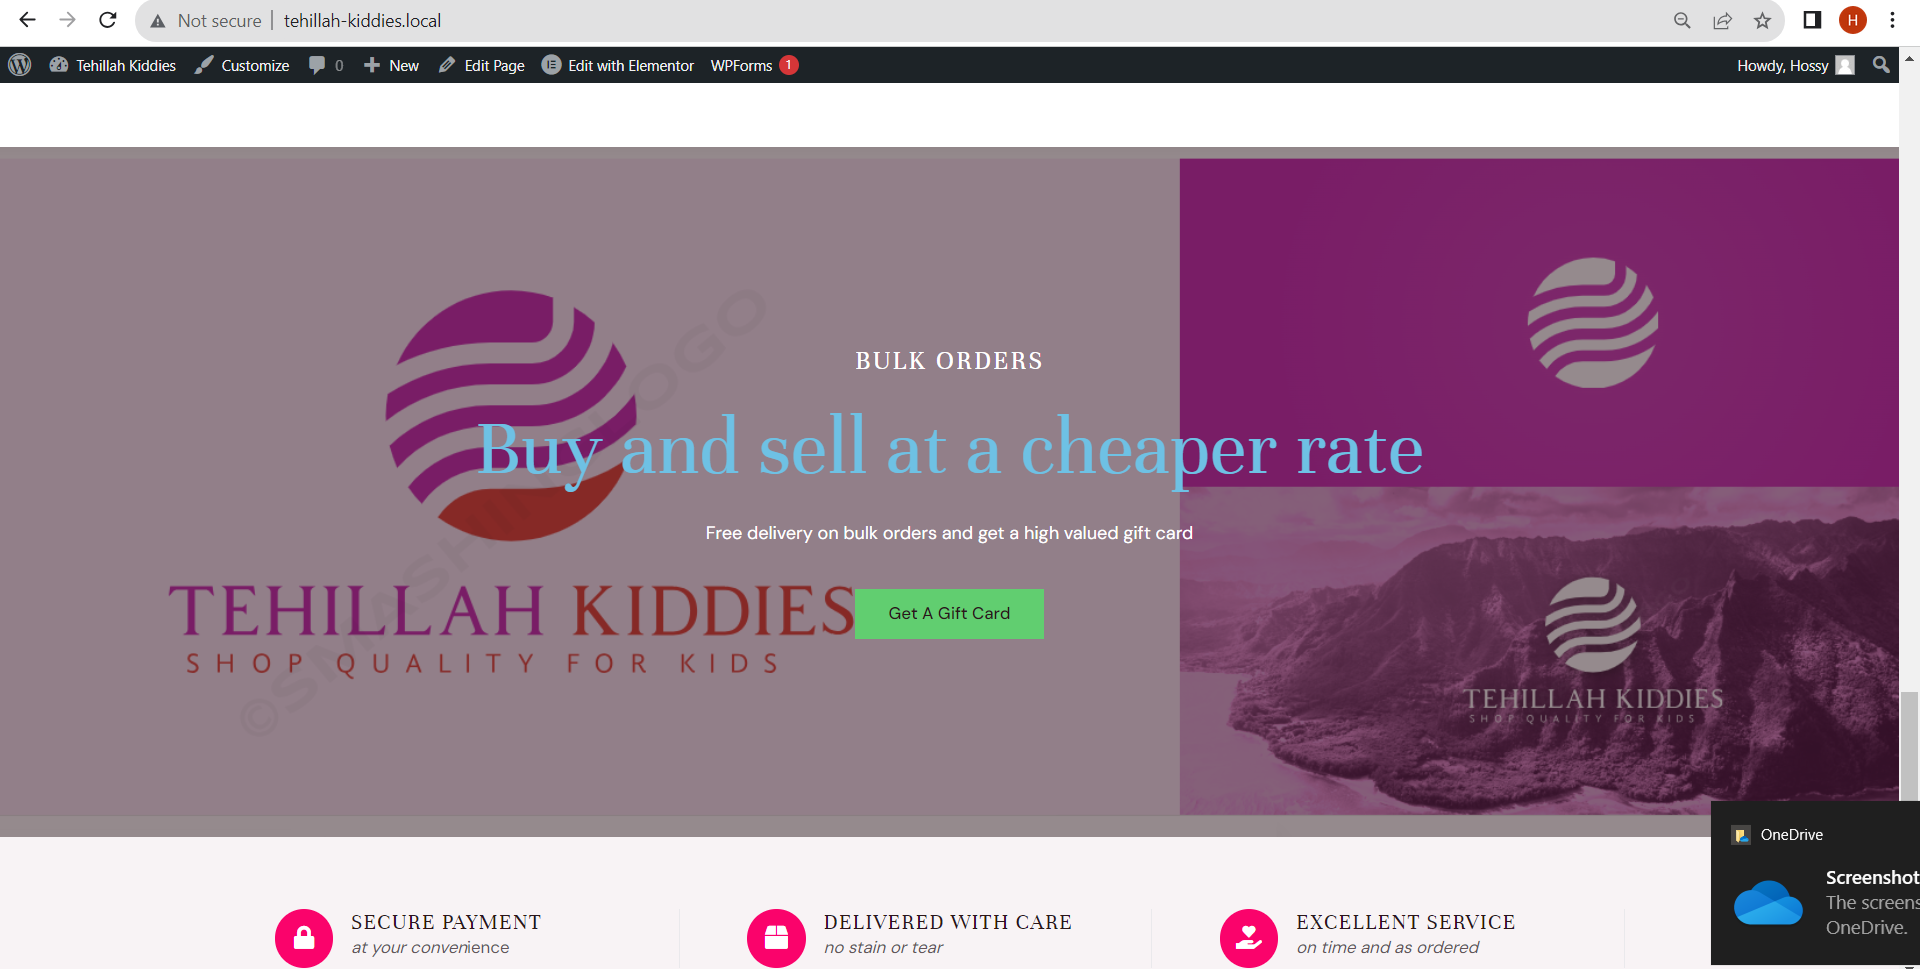 Not secure | tehillah-kiddies.local
H
Tehillah Kiddies Customize 0 New Edit Page Edit with Elementor WPForms 1 Howdy, Hossy
©SMASHINGLOGO
BULK ORDERS
Buy and sell at a cheaper rate
Free delivery on bulk orders and get a high valued gift card
TEHILLAH KIDDIES
SHOP QUALITY FOR KIDS
Get A Gift Card
TEHILLAH KIDDIES
SHOP QUALITY FOR KIDS
OneDrive
Screenshot
The screens
OneDrive.
SECURE PAYMENT
at your convenience
DELIVERED WITH CARE
no stain or tear
EXCELLENT SERVICE
on time and as ordered